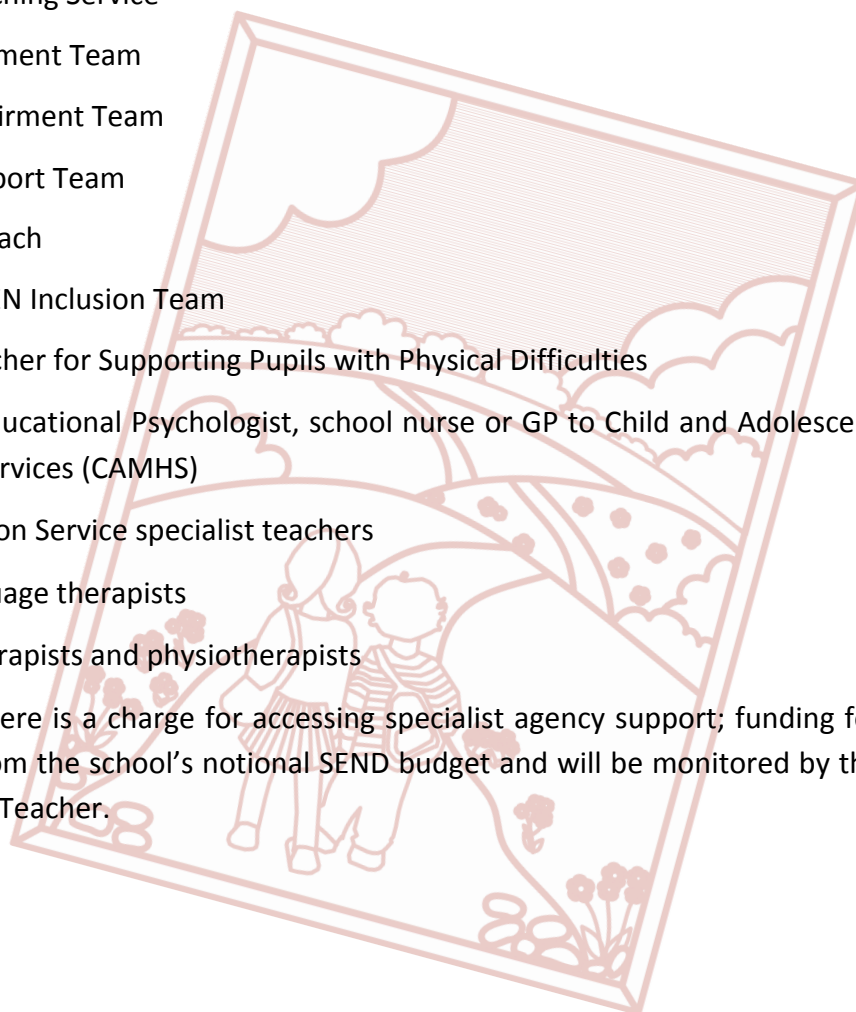 ching Service
ment Team
irment Team
port Team
ach
N Inclusion Team
cher for Supporting Pupils with Physical Difficulties
ucational Psychologist, school nurse or GP to Child and Adolesce
rvices (CAMHS)
on Service specialist teachers
uage therapists
rapists and physiotherapists
ere is a charge for accessing specialist agency support; funding f
om the school's notional SEND budget and will be monitored by th
Teacher.